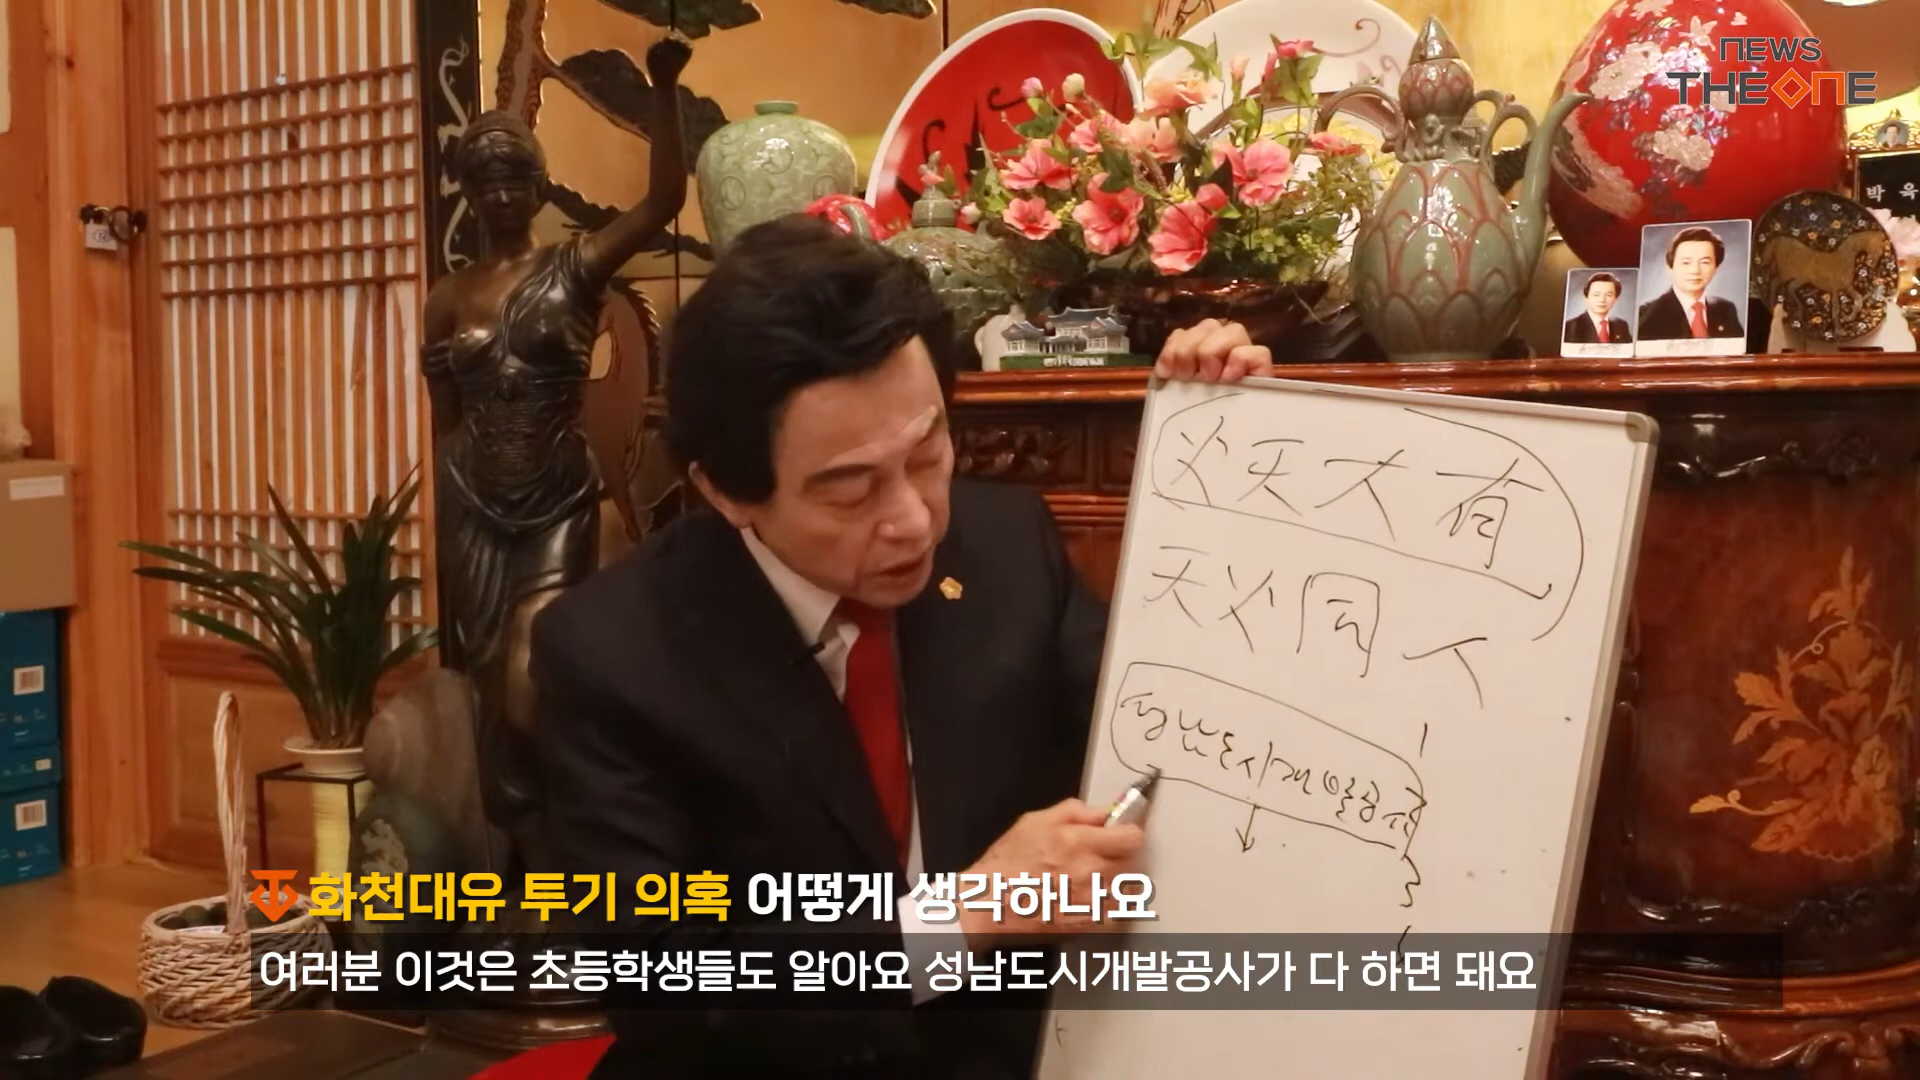 NEWS
THEONE
박 육
火天大有
天火同人
성남도시개발공
화천대유 투기 의혹 어떻게 생각하나요
여러분 이것은 초등학생들도 알아요 성남도시개발공사가 다 하면 돼요